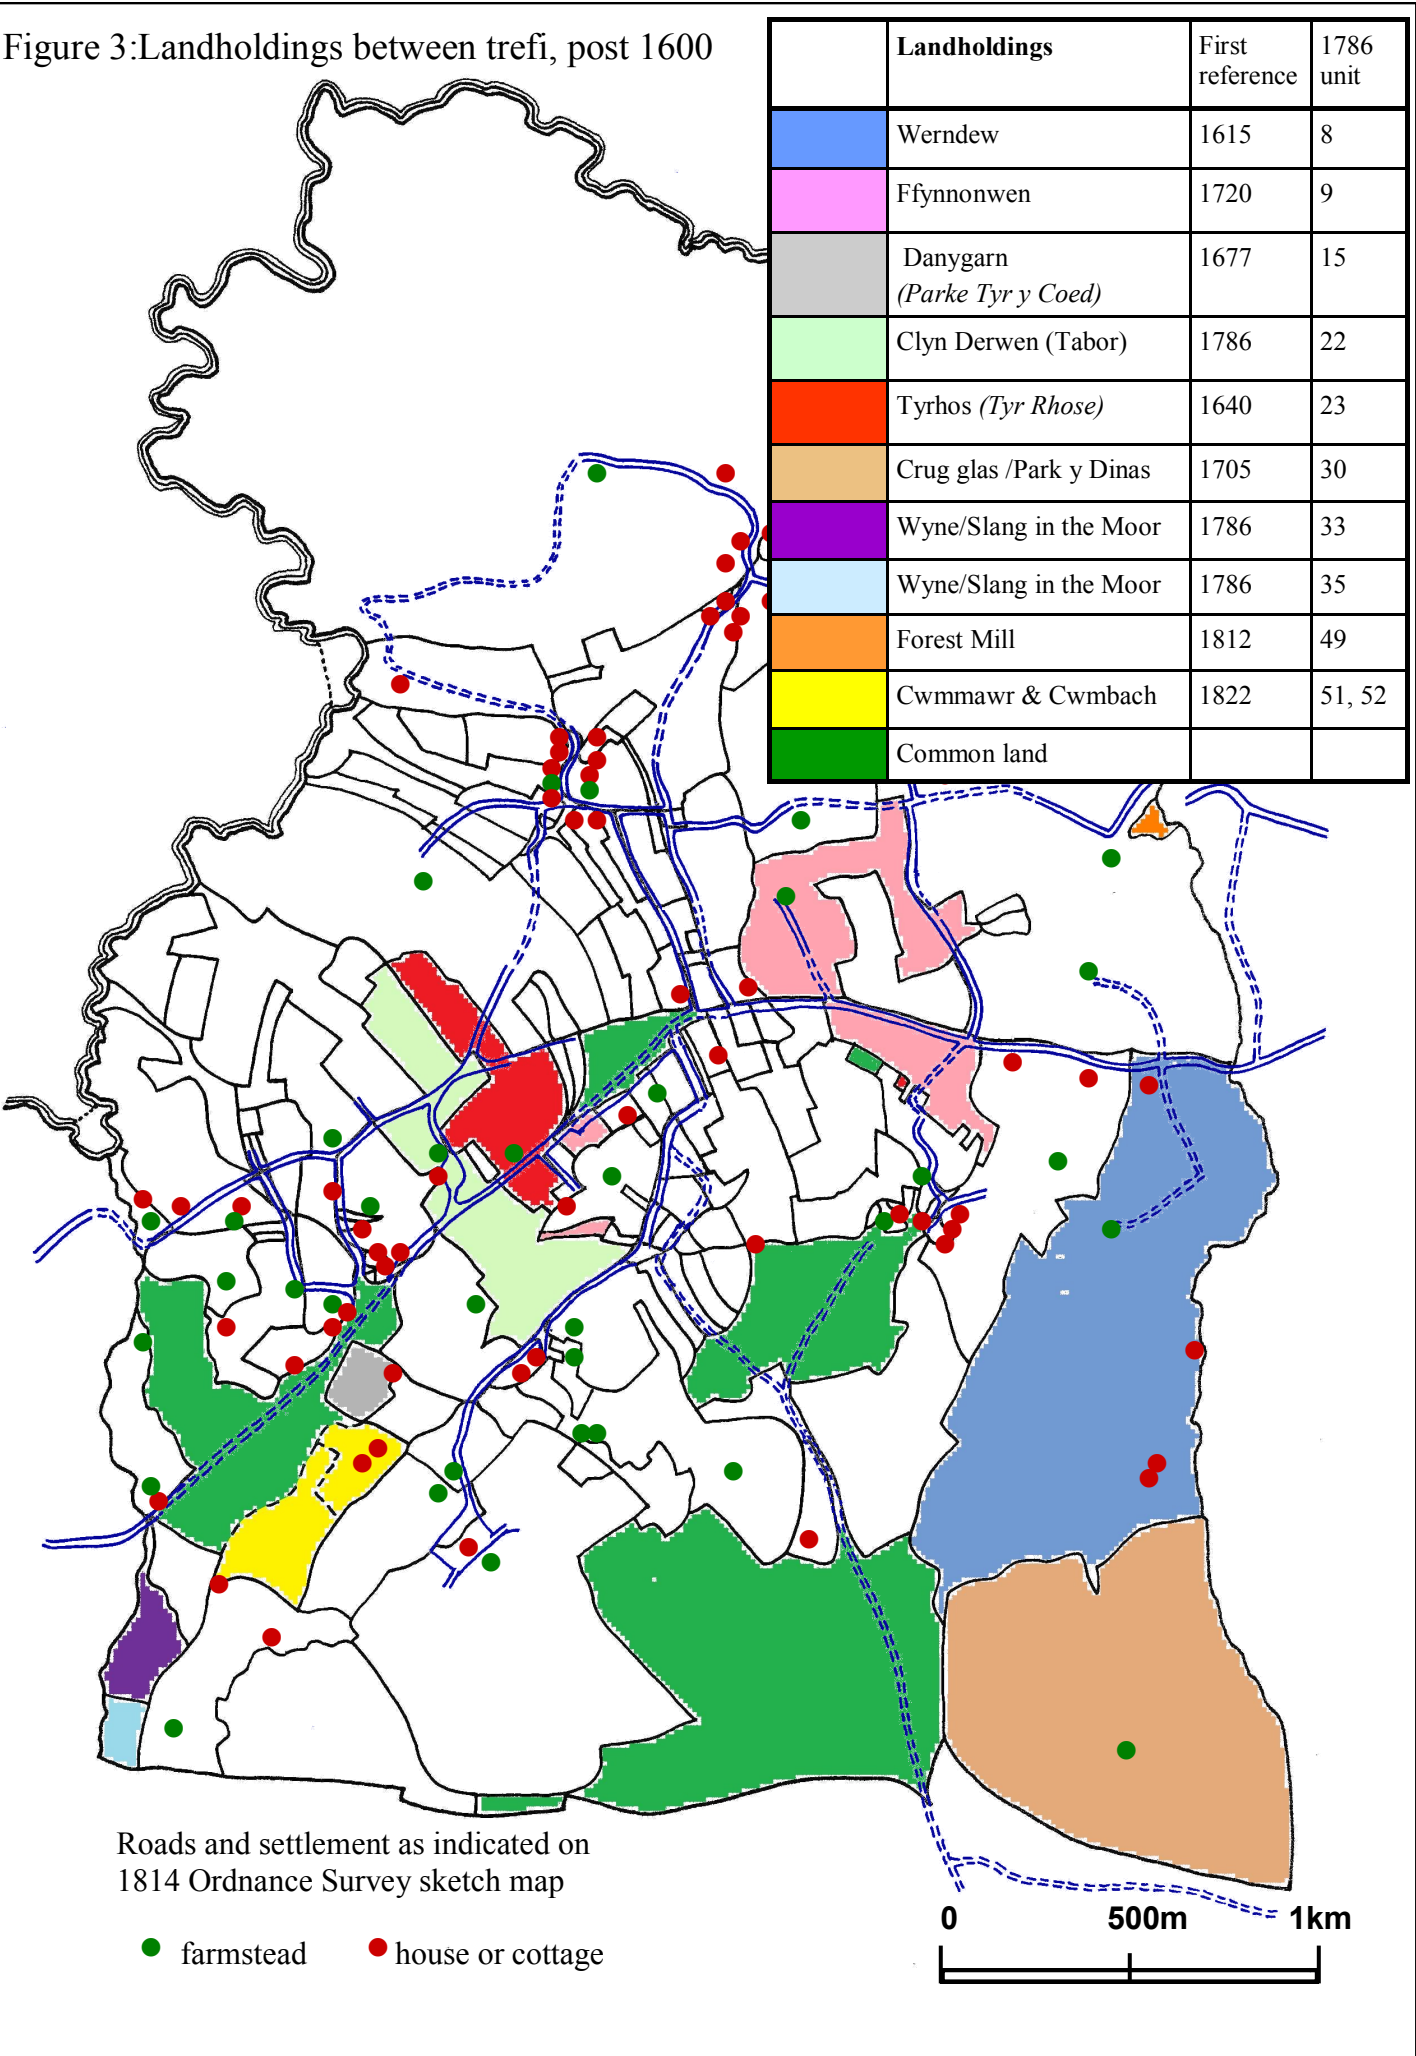 Figure 3:Landholdings between trefi, post 1600
Landholdings First reference 1786 unit
Werndew 1615 8
Ffynnonwen 1720 9
Danygarn (Parke Tyr y Coed) 1677 15
Clyn Derwen (Tabor) 1786 22
Tyrhos (Tyr Rhose) 1640 23
Crug glas /Park y Dinas 1705 30
Wyne/Slang in the Moor 1786 33
Wyne/Slang in the Moor 1786 35
Forest Mill 1812 49
Cwmmawr & Cwmbach 1822 51, 52
Common land
Roads and settlement as indicated on
1814 Ordnance Survey sketch map
farmstead house or cottage
0 500m 1km